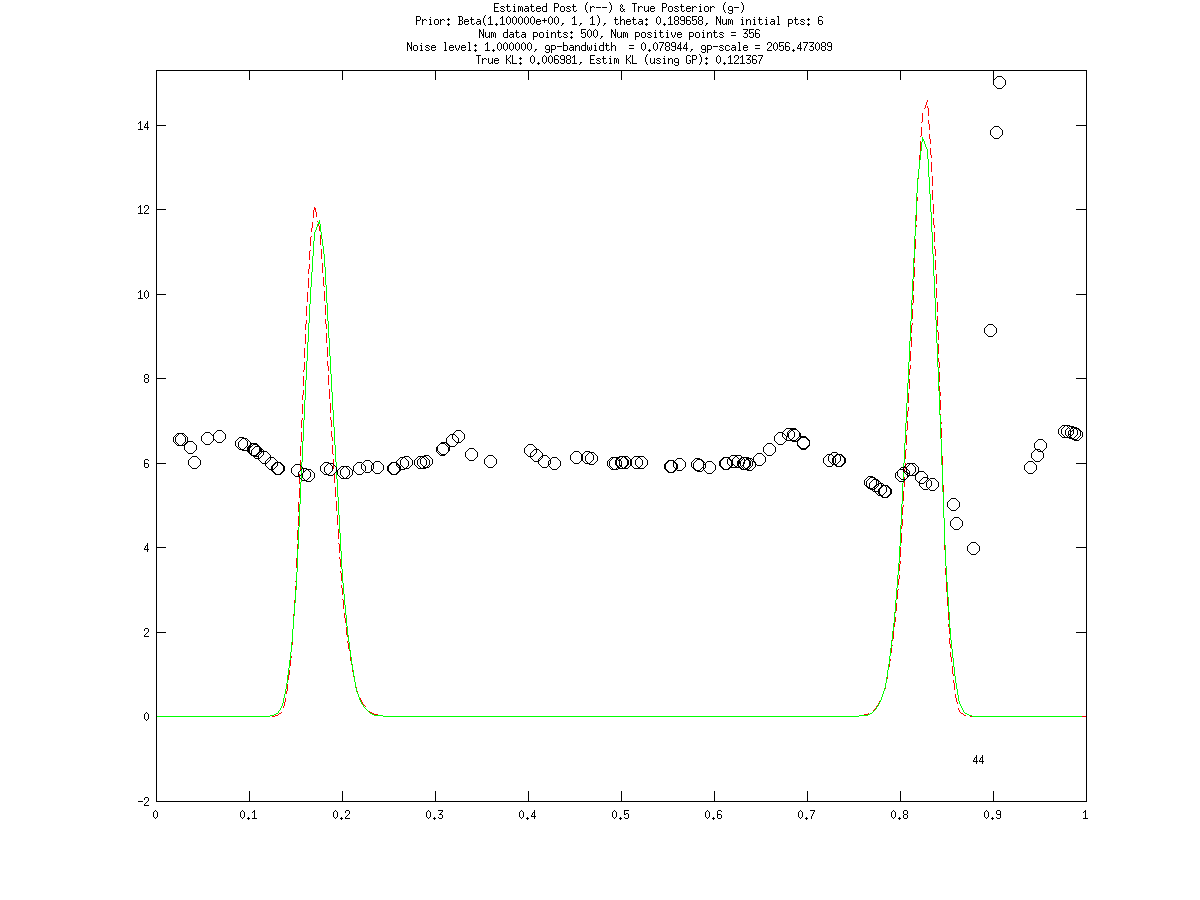 Estimated Post (r--) & True Posterior (g-)
Prior: Beta(1.100000e+00, 1, 1), theta: 0.189658, Num initial pts: 6
Num data points: 500, Num positive points = 356
Noise level: 1.000000, gp-bandwidth  = 0.078944, gp-scale = 2056.473089
True KL: 0.006981, Estim KL (using GP): 0.121367
14
12
10
8
6
4
2
0
-2
44
0 0.1 0.2 0.3 0.4 0.5 0.6 0.7 0.8 0.9 1